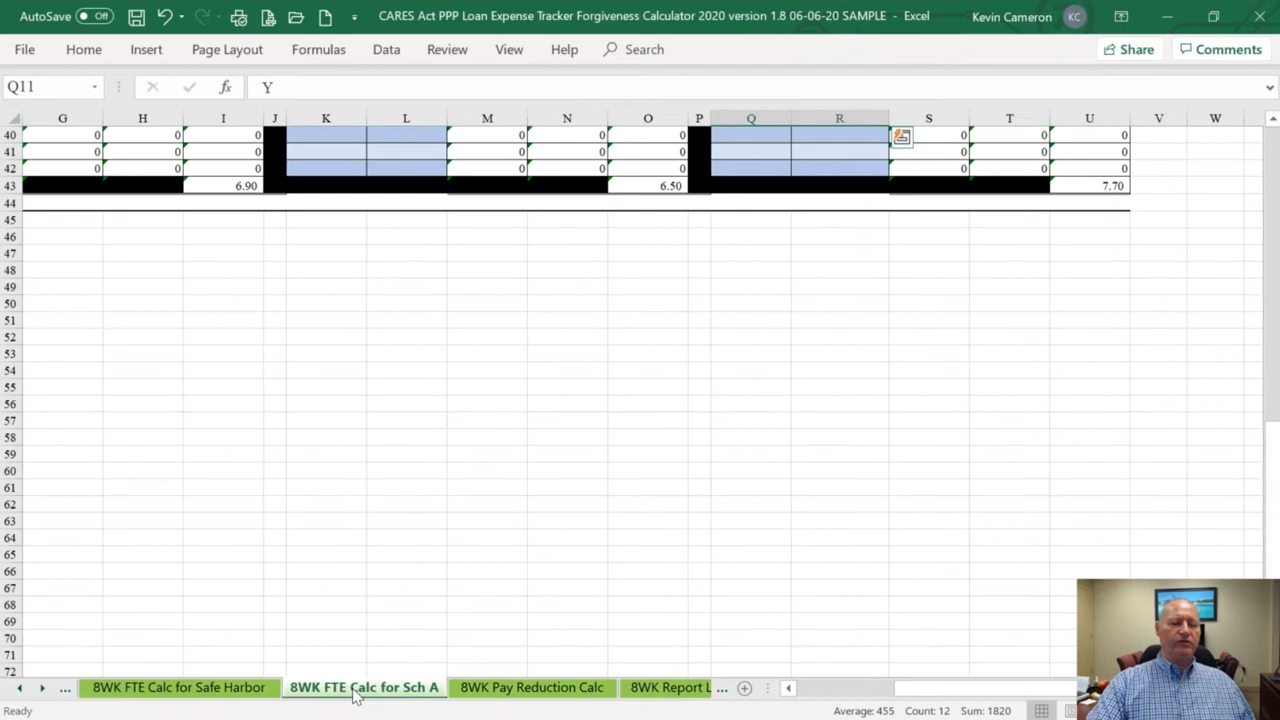 AutoSave Off CARES Act PPP Loan Expense Tracker Forgiveness Calculator 2020 version 1.8 06-06-20 SAMPLE - Excel Kevin Cameron KC
File Home Insert Page Layout Formulas Data Review View Help Search Share Comments
Q11 fx Y
G H I J K L M N O P Q R S T U V W
40 0 0 0 0 0 0 0 0 0
41 0 0 0 0 0 0 0 0 0
42 0 0 0 0 0 0 0 0 0
43 6.90 6.50 7.70
44
45
46
47
48
49
50
51
52
53
54
55
56
57
58
59
60
61
62
63
64
65
66
67
68
69
70
71
72
... 8WK FTE Calc for Safe Harbor 8WK FTE Calc for Sch A 8WK Pay Reduction Calc 8WK Report L ...
Ready Average: 455 Count: 12 Sum: 1820